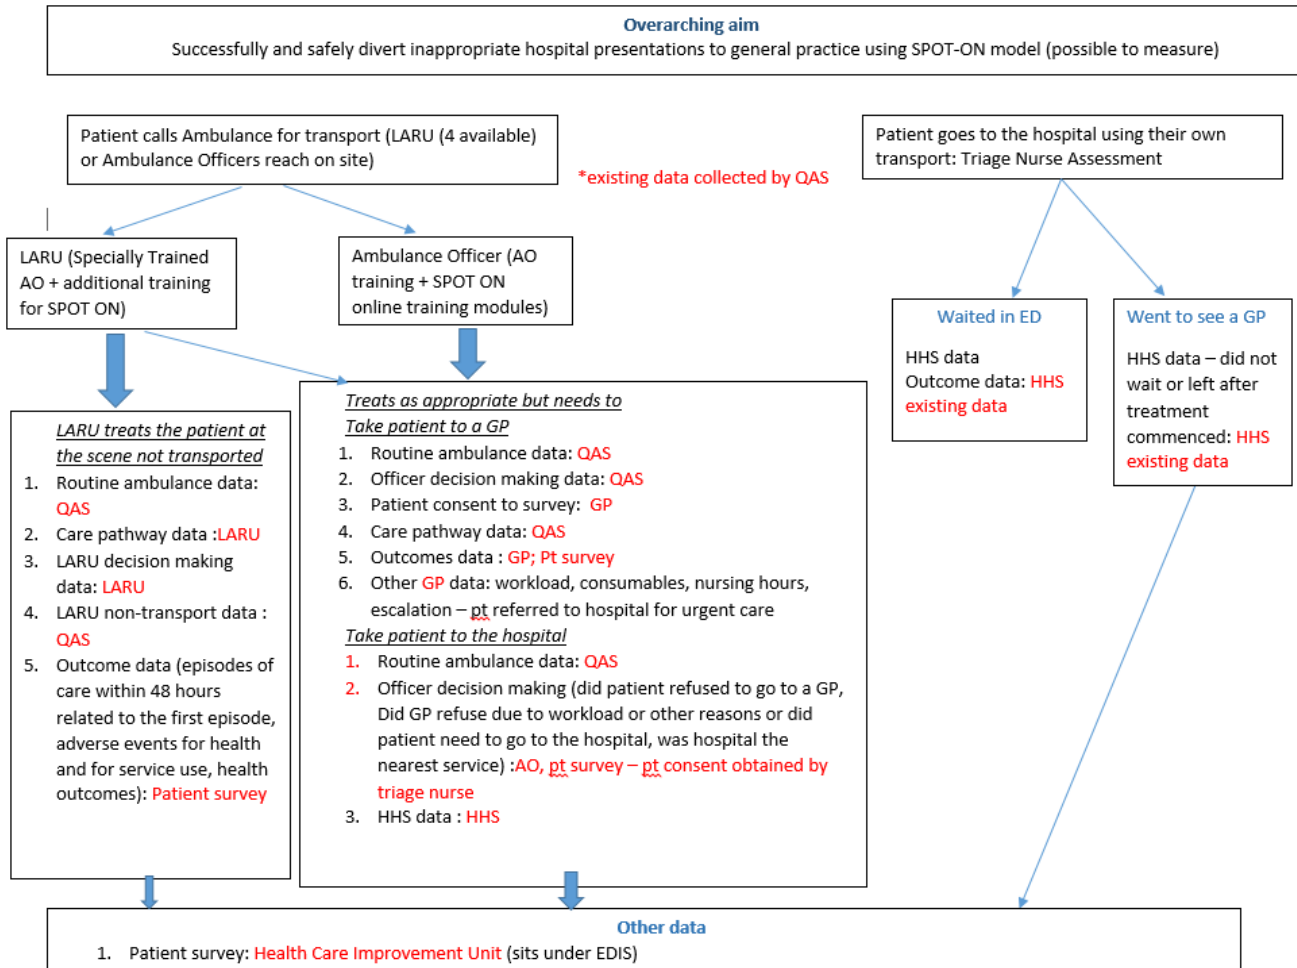 Overarching aim
Successfully and safely divert inappropriate hospital presentations to general practice using SPOT-ON model (possible to measure)
Patient calls Ambulance for transport (LARU (4 available)
or Ambulance Officers reach on site)
*existing data collected by QAS
Patient goes to the hospital using their own
transport: Triage Nurse Assessment
LARU (Specially Trained
AO + additional training
for SPOT ON)
Ambulance Officer (AO
training + SPOT ON
online training modules)
Waited in ED
HHS data
Outcome data: HHS
existing data
Went to see a GP
HHS data – did not
wait or left after
treatment
commenced: HHS
existing data
LARU treats the patient at
the scene not transported
1. Routine ambulance data:
QAS
2. Care pathway data :LARU
3. LARU decision making
data: LARU
4. LARU non-transport data :
QAS
5. Outcome data (episodes of
care within 48 hours
related to the first episode,
adverse events for health
and for service use, health
outcomes): Patient survey
Treats as appropriate but needs to
Take patient to a GP
1. Routine ambulance data: QAS
2. Officer decision making data: QAS
3. Patient consent to survey: GP
4. Care pathway data: QAS
5. Outcomes data : GP; Pt survey
6. Other GP data: workload, consumables, nursing hours,
escalation – pt referred to hospital for urgent care
Take patient to the hospital
1. Routine ambulance data: QAS
2. Officer decision making (did patient refused to go to a GP,
Did GP refuse due to workload or other reasons or did
patient need to go to the hospital, was hospital the
nearest service) :AO, pt survey – pt consent obtained by
triage nurse
3. HHS data : HHS
Other data
1. Patient survey: Health Care Improvement Unit (sits under EDIS)